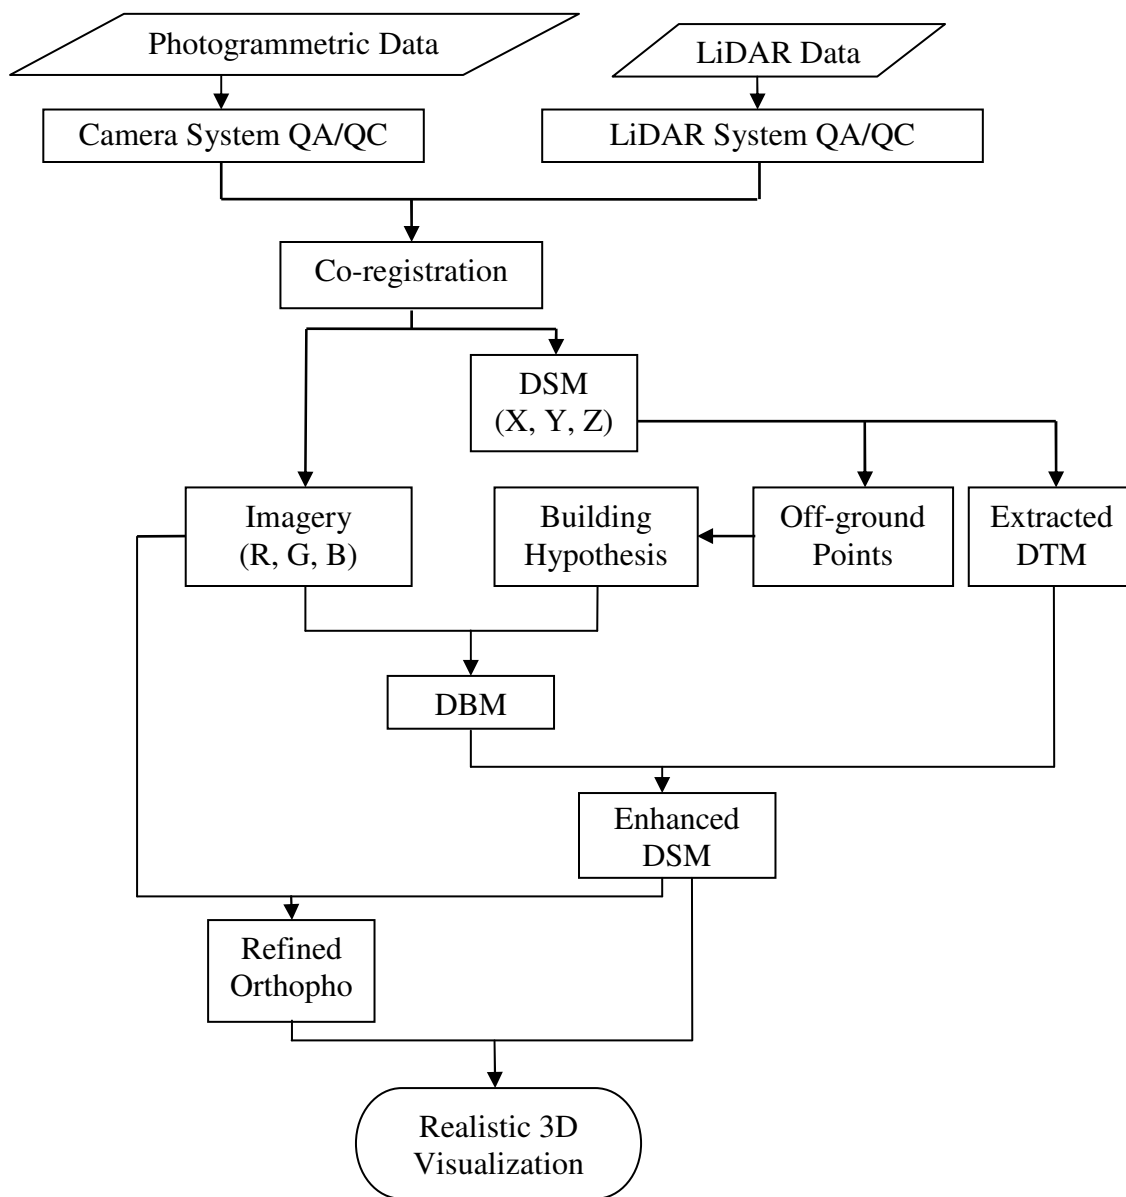 Photogrammetric Data
LiDAR Data
Camera System QA/QC
LiDAR System QA/QC
Co-registration
DSM
(X, Y, Z)
Imagery
(R, G, B)
Building
Hypothesis
Off-ground
Points
Extracted
DTM
DBM
Enhanced
DSM
Refined
Orthopho
Realistic 3D
Visualization